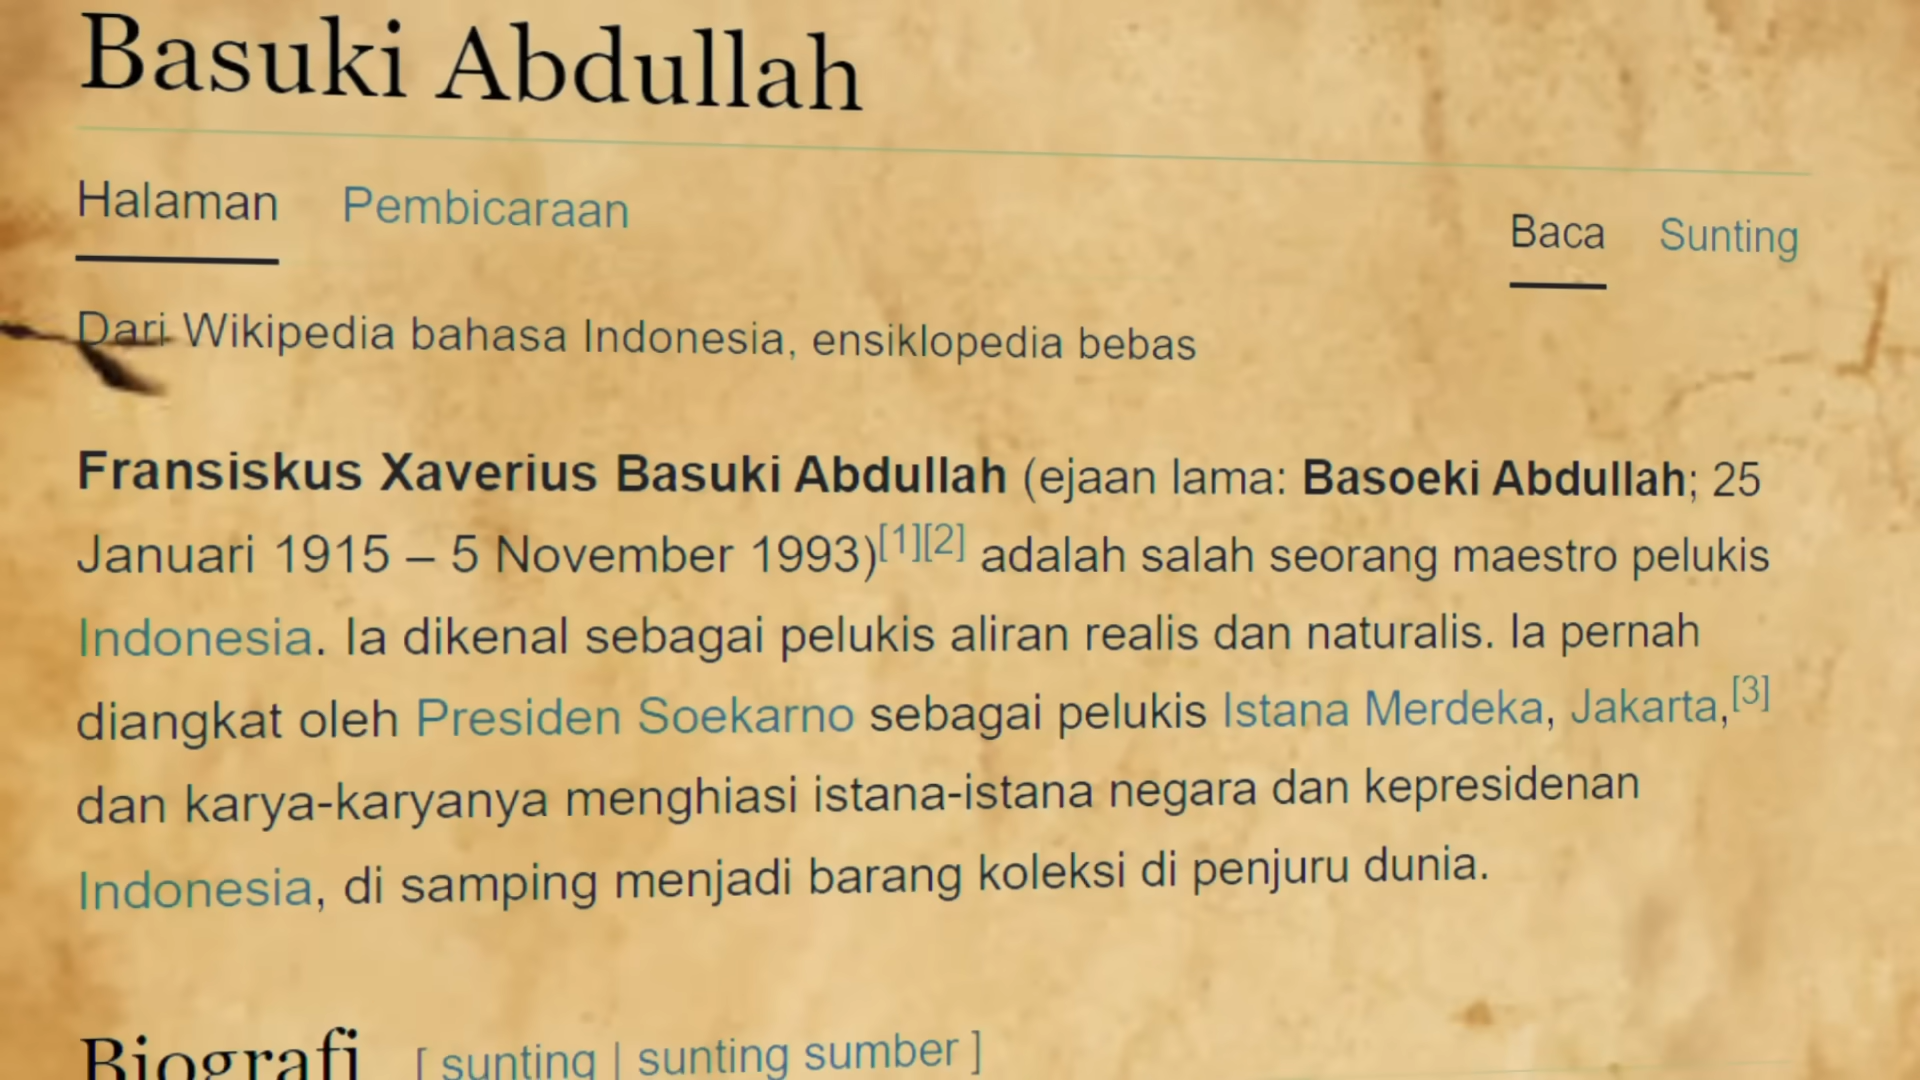 Basuki Abdullah
Halaman Pembicaraan Baca Sunting
Dari Wikipedia bahasa Indonesia, ensiklopedia bebas
Fransiskus Xaverius Basuki Abdullah (ejaan lama: Basoeki Abdullah; 25
Januari 1915 – 5 November 1993)[1][2] adalah salah seorang maestro pelukis
Indonesia. Ia dikenal sebagai pelukis aliran realis dan naturalis. Ia pernah
diangkat oleh Presiden Soekarno sebagai pelukis Istana Merdeka, Jakarta,[3]
dan karya-karyanya menghiasi istana-istana negara dan kepresidenan
Indonesia, di samping menjadi barang koleksi di penjuru dunia.
Biografi [ sunting | sunting sumber ]